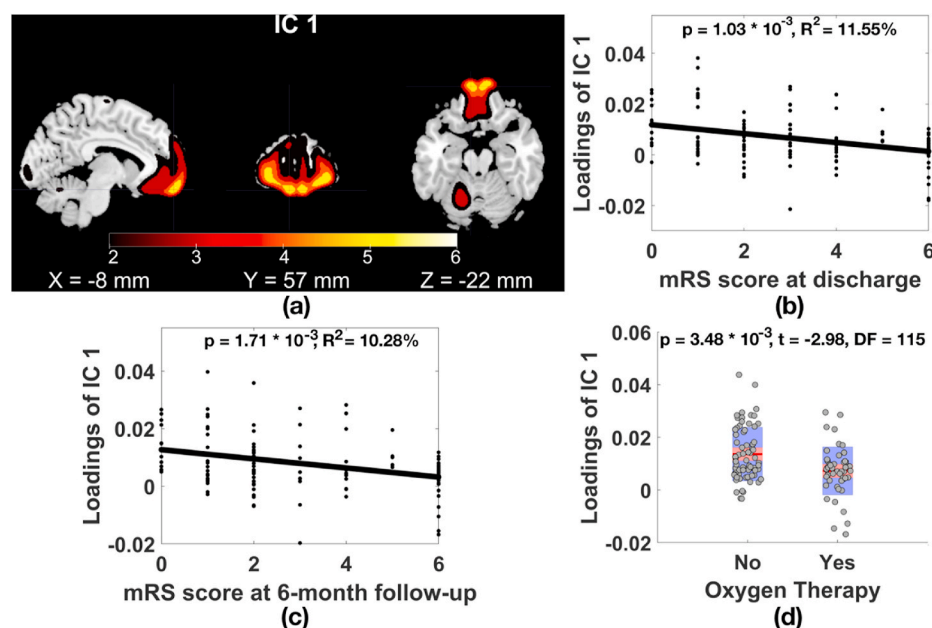 IC 1
2 3 4 5 6
X = -8 mm Y = 57 mm Z = -22 mm
(a)
p = 1.03 * 10-3, R2 = 11.55%
Loadings of IC 1
0.04
0.02
0
-0.02
0 2 4 6
mRS score at discharge
(b)
p = 1.71 * 10-3, R2= 10.28%
Loadings of IC 1
0.04
0.02
0
-0.02
0 2 4 6
mRS score at 6-month follow-up
(c)
p = 3.48 * 10-3, t = -2.98, DF = 115
Loadings of IC 1
0.06
0.04
0.02
0
-0.02
No Yes
Oxygen Therapy
(d)